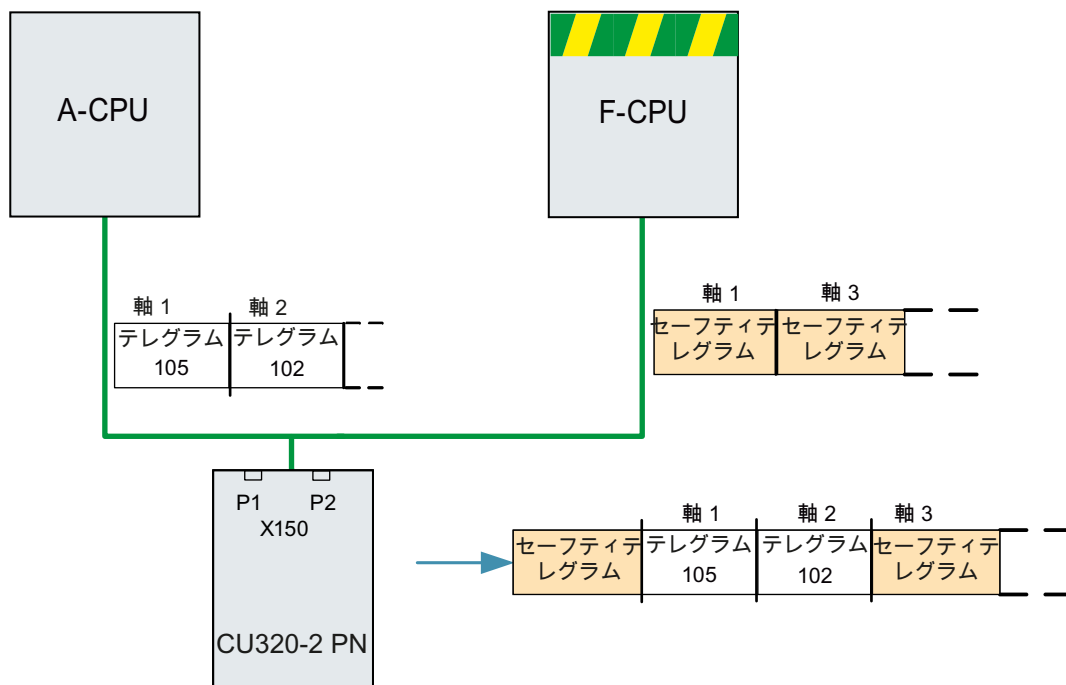 A-CPU
F-CPU
軸 1
軸 2
テレグラム
105
テレグラム
102
軸 1
軸 3
セーフティテ
レグラム
セーフティテ
レグラム
P1
P2
X150
CU320-2 PN
軸 1
軸 2
軸 3
セーフティテ
レグラム
テレグラム
105
テレグラム
102
セーフティテ
レグラム